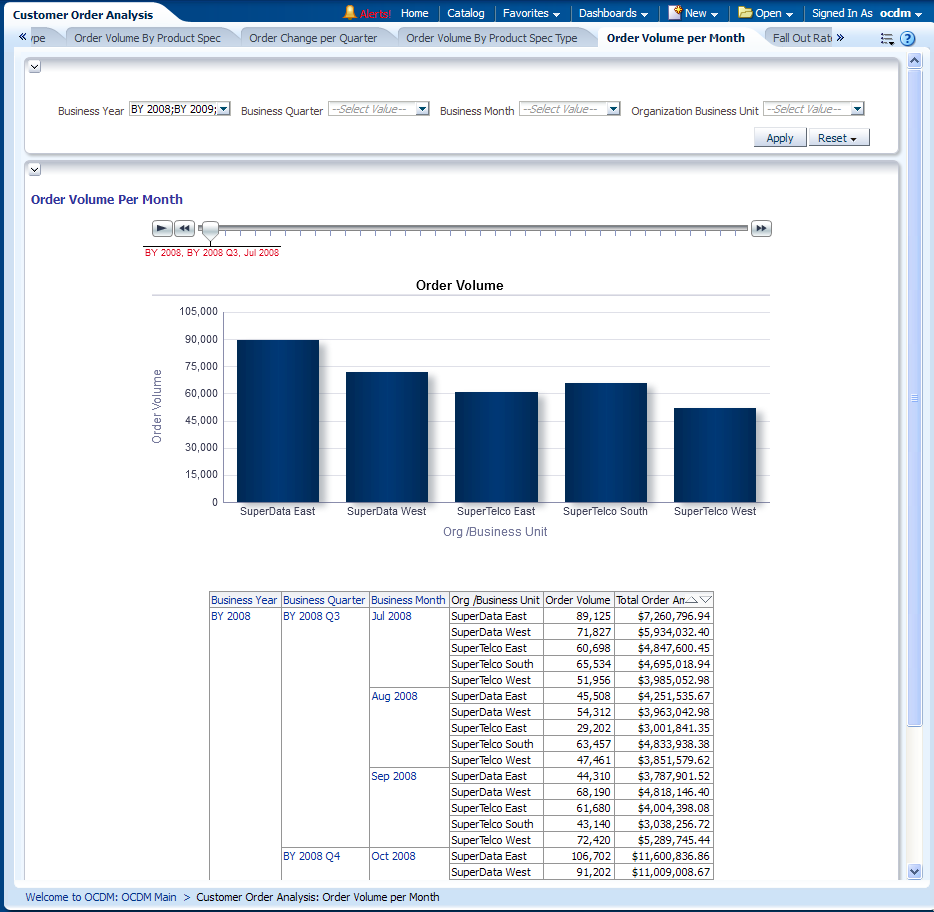 Customer Order Analysis
Alerts! Home Catalog Favorites Dashboards New Open Signed In As ocdm
ype Order Volume By Product Spec Order Change per Quarter Order Volume By Product Spec Type Order Volume per Month Fall Out Rat
Business Year BY 2008;BY 2009; Business Quarter --Select Value-- Business Month --Select Value-- Organization Business Unit --Select Value--
Apply Reset
Order Volume Per Month
BY 2008, BY 2008 Q3, Jul 2008
Order Volume
105,000
90,000
75,000
60,000
45,000
30,000
15,000
0
Order Volume
SuperData East SuperData West SuperTelco East SuperTelco South SuperTelco West
Org /Business Unit
Business Year Business Quarter Business Month Org /Business Unit Order Volume Total Order Am
BY 2008 BY 2008 Q3 Jul 2008 SuperData East 89,125 $7,260,796.94
SuperData West 71,827 $5,934,032.40
SuperTelco East 60,698 $4,847,600.45
SuperTelco South 65,534 $4,695,018.94
SuperTelco West 51,956 $3,985,052.98
Aug 2008 SuperData East 45,508 $4,251,535.67
SuperData West 54,312 $3,963,042.98
SuperTelco East 29,202 $3,001,841.35
SuperTelco South 63,457 $4,833,938.38
SuperTelco West 47,461 $3,851,579.62
Sep 2008 SuperData East 44,310 $3,787,901.52
SuperData West 68,190 $4,818,146.40
SuperTelco East 61,680 $4,004,398.08
SuperTelco South 43,140 $3,038,256.72
SuperTelco West 72,420 $5,289,745.44
BY 2008 Q4 Oct 2008 SuperData East 106,702 $11,600,836.86
SuperData West 91,202 $11,009,008.67
Welcome to OCDM: OCDM Main > Customer Order Analysis: Order Volume per Month